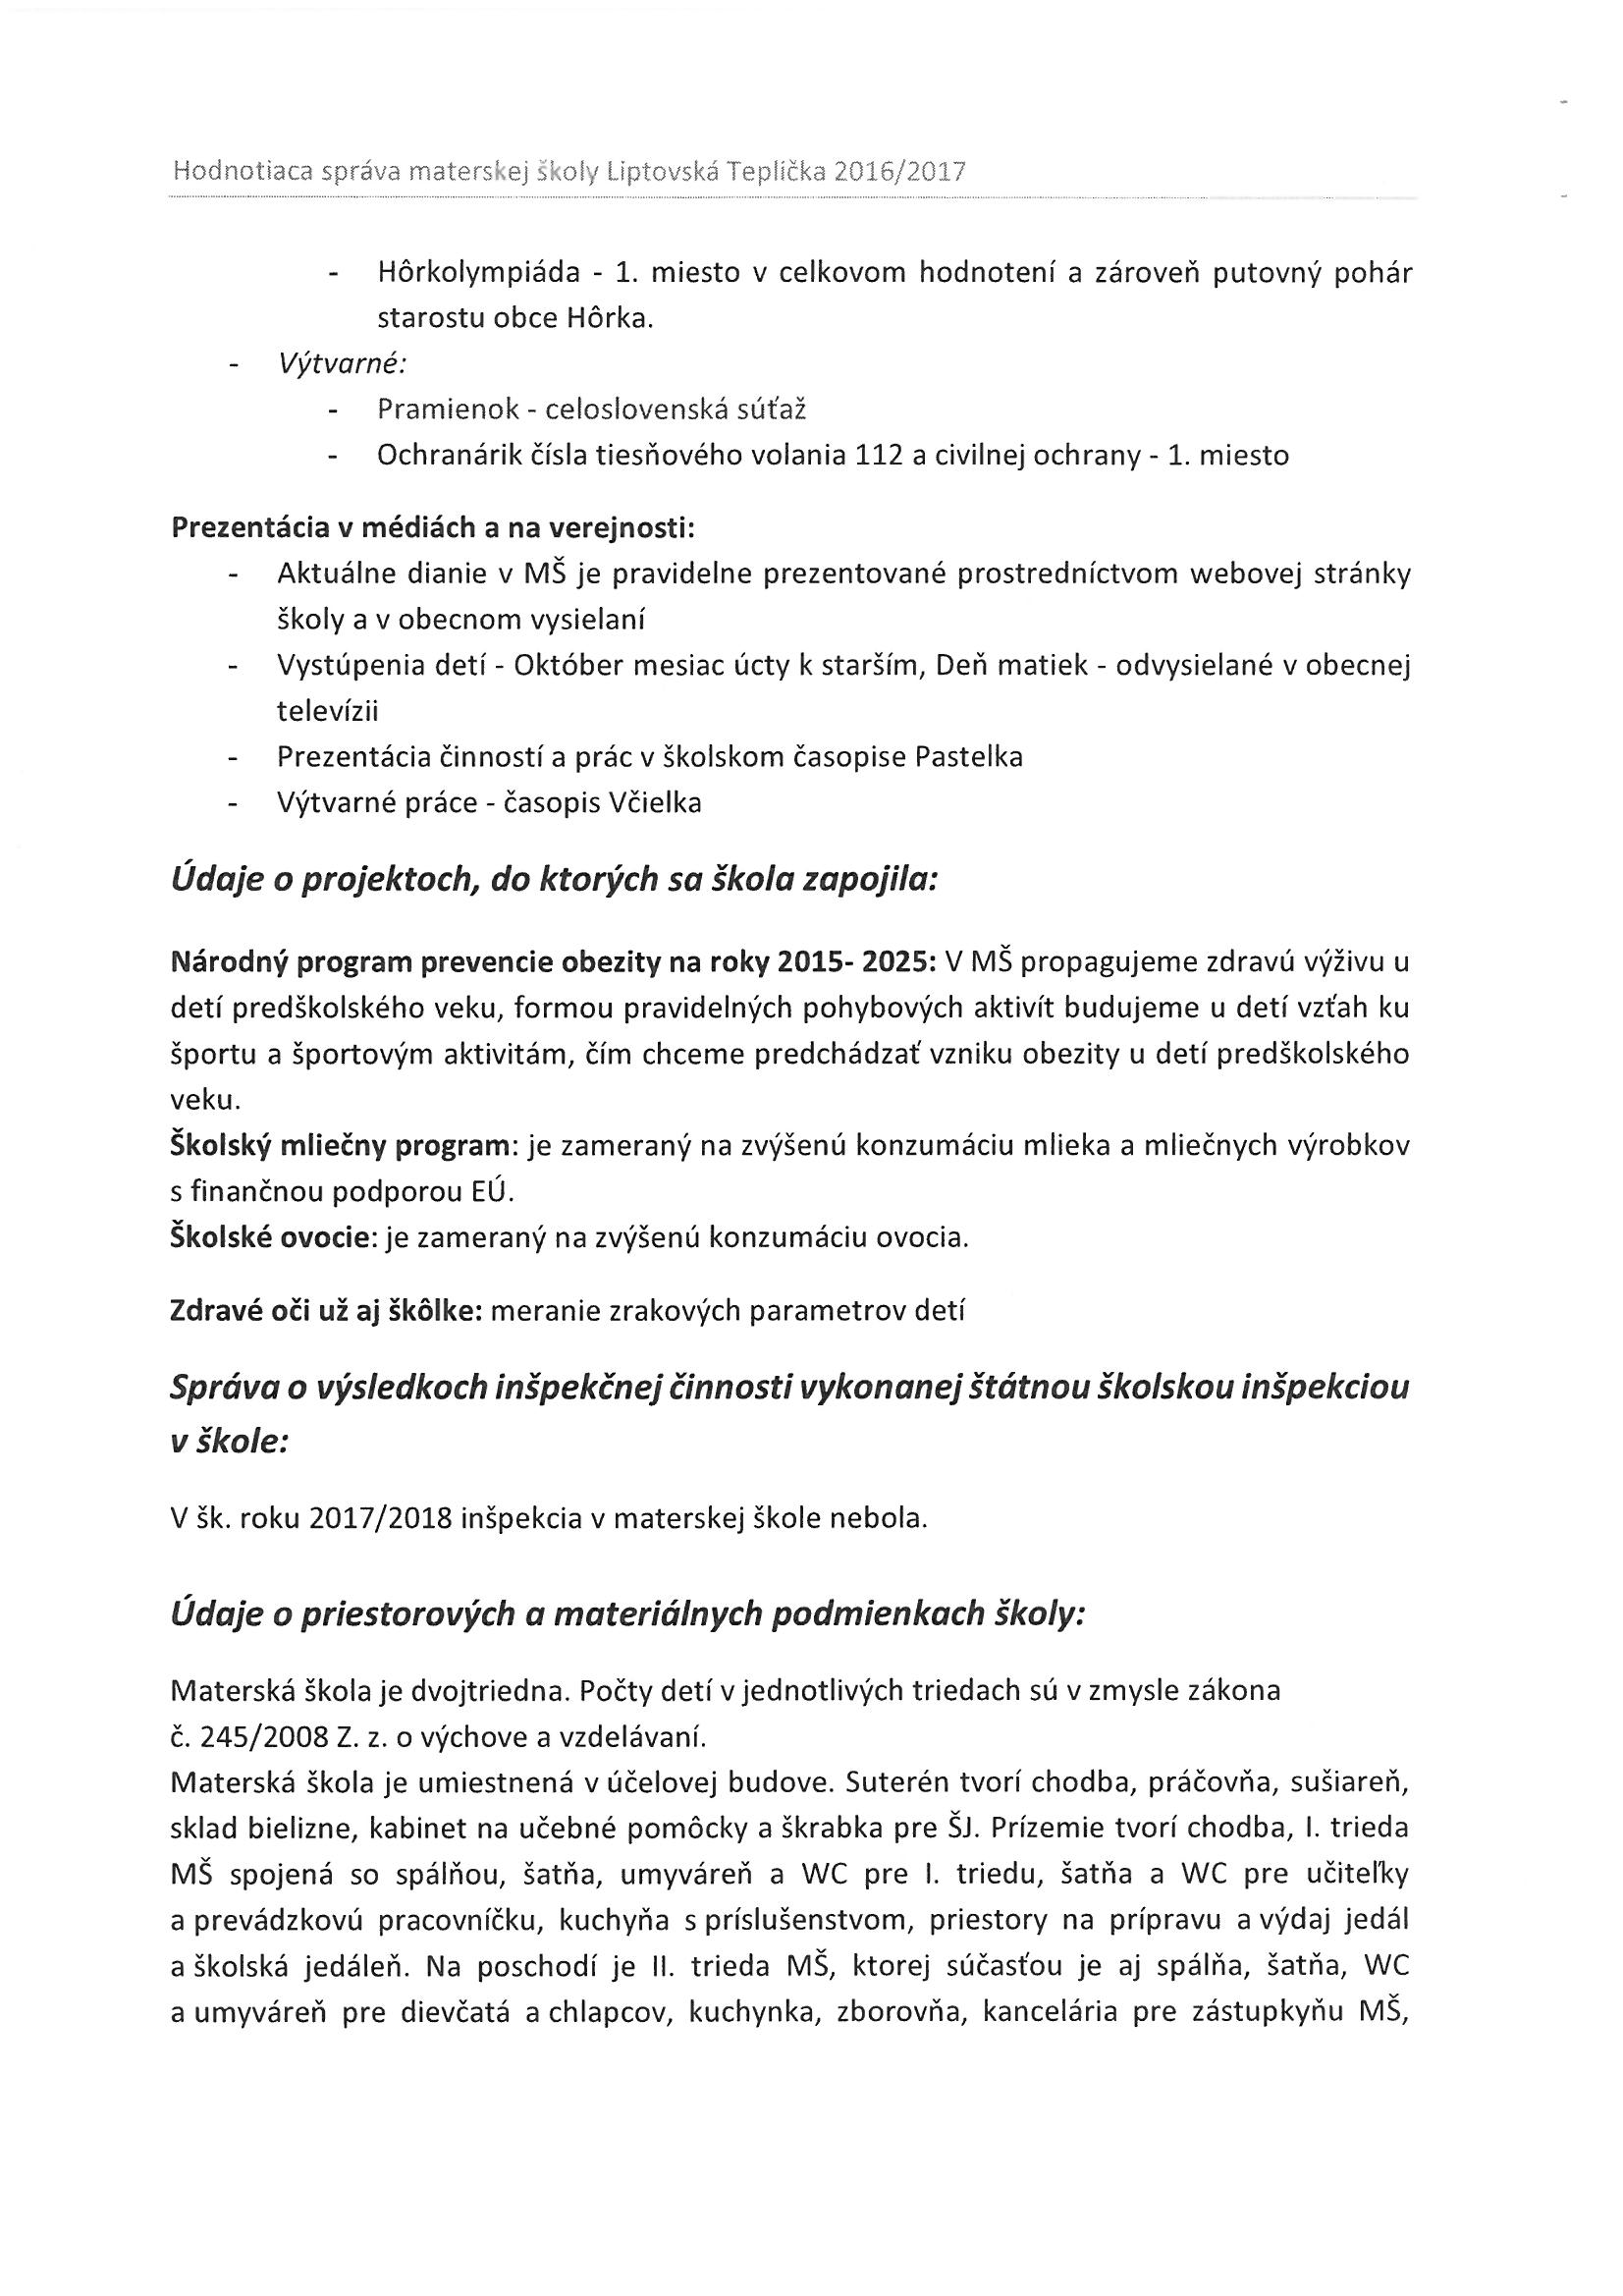 Hodnotiaca správa materskej školy Liptovská Teplička 2016/2017
- Hôrkolympiáda - 1. miesto v celkovom hodnotení a zároveň putovný pohár
starostu obce Hôrka.
- Výtvarné:
- Pramienok - celoslovenská súťaž
- Ochranárik čísla tiesňového volania 112 a civilnej ochrany - 1. miesto
Prezentácia v médiách a na verejnosti:
- Aktuálne dianie v MŠ je pravidelne prezentované prostredníctvom webovej stránky
školy a v obecnom vysielaní
- Vystúpenia detí - Október mesiac úcty k starším, Deň matiek - odvysielané v obecnej
televízii
- Prezentácia činností a prác v školskom časopise Pastelka
- Výtvarné práce - časopis Včielka
Údaje o projektoch, do ktorých sa škola zapojila:
Národný program prevencie obezity na roky 2015- 2025: V MŠ propagujeme zdravú výživu u
detí predškolského veku, formou pravidelných pohybových aktivít budujeme u detí vzťah ku
športu a športovým aktivitám, čím chceme predchádzať vzniku obezity u detí predškolského
veku.
Školský mliečny program: je zameraný na zvýšenú konzumáciu mlieka a mliečnych výrobkov
s finančnou podporou EÚ.
Školské ovocie: je zameraný na zvýšenú konzumáciu ovocia.
Zdravé oči už aj škôlke: meranie zrakových parametrov detí
Správa o výsledkoch inšpekčnej činnosti vykonanej štátnou školskou inšpekciou
v škole:
V šk. roku 2017/2018 inšpekcia v materskej škole nebola.
Údaje o priestorových a materiálnych podmienkach školy:
Materská škola je dvojtriedna. Počty detí v jednotlivých triedach sú v zmysle zákona
č. 245/2008 Z. z. o výchove a vzdelávaní.
Materská škola je umiestnená v účelovej budove. Suterén tvorí chodba, práčovňa, sušiareň,
sklad bielizne, kabinet na učebné pomôcky a škrabka pre ŠJ. Prízemie tvorí chodba, I. trieda
MŠ spojená so spálňou, šatňa, umyváreň a WC pre I. triedu, šatňa a WC pre učiteľky
a prevádzkovú pracovníčku, kuchyňa s príslušenstvom, priestory na prípravu a výdaj jedál
a školská jedáleň. Na poschodí je II. trieda MŠ, ktorej súčasťou je aj spálňa, šatňa, WC
a umyváreň pre dievčatá a chlapcov, kuchynka, zborovňa, kancelária pre zástupkyňu MŠ,